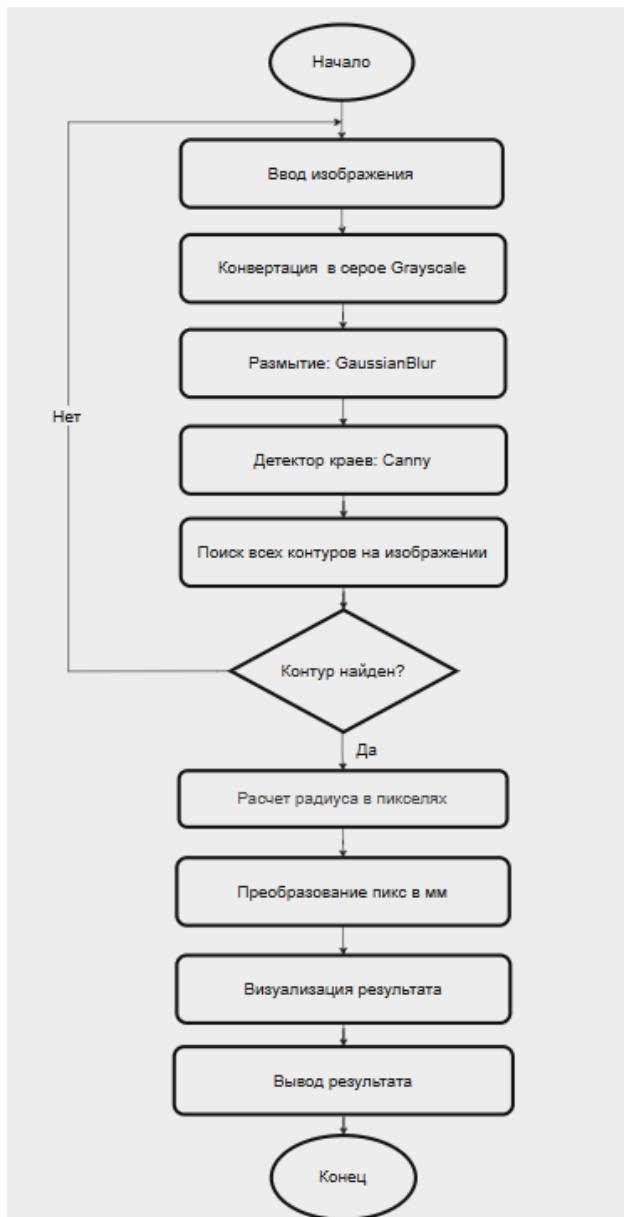 Начало
Ввод изображения
Конвертация в серое Grayscale
Размытие: GaussianBlur
Нет
Детектор краев: Canny
Поиск всех контуров на изображении
Контур найден?
Да
Расчет радиуса в пикселях
Преобразование пикс в мм
Визуализация результата
Вывод результата
Конец